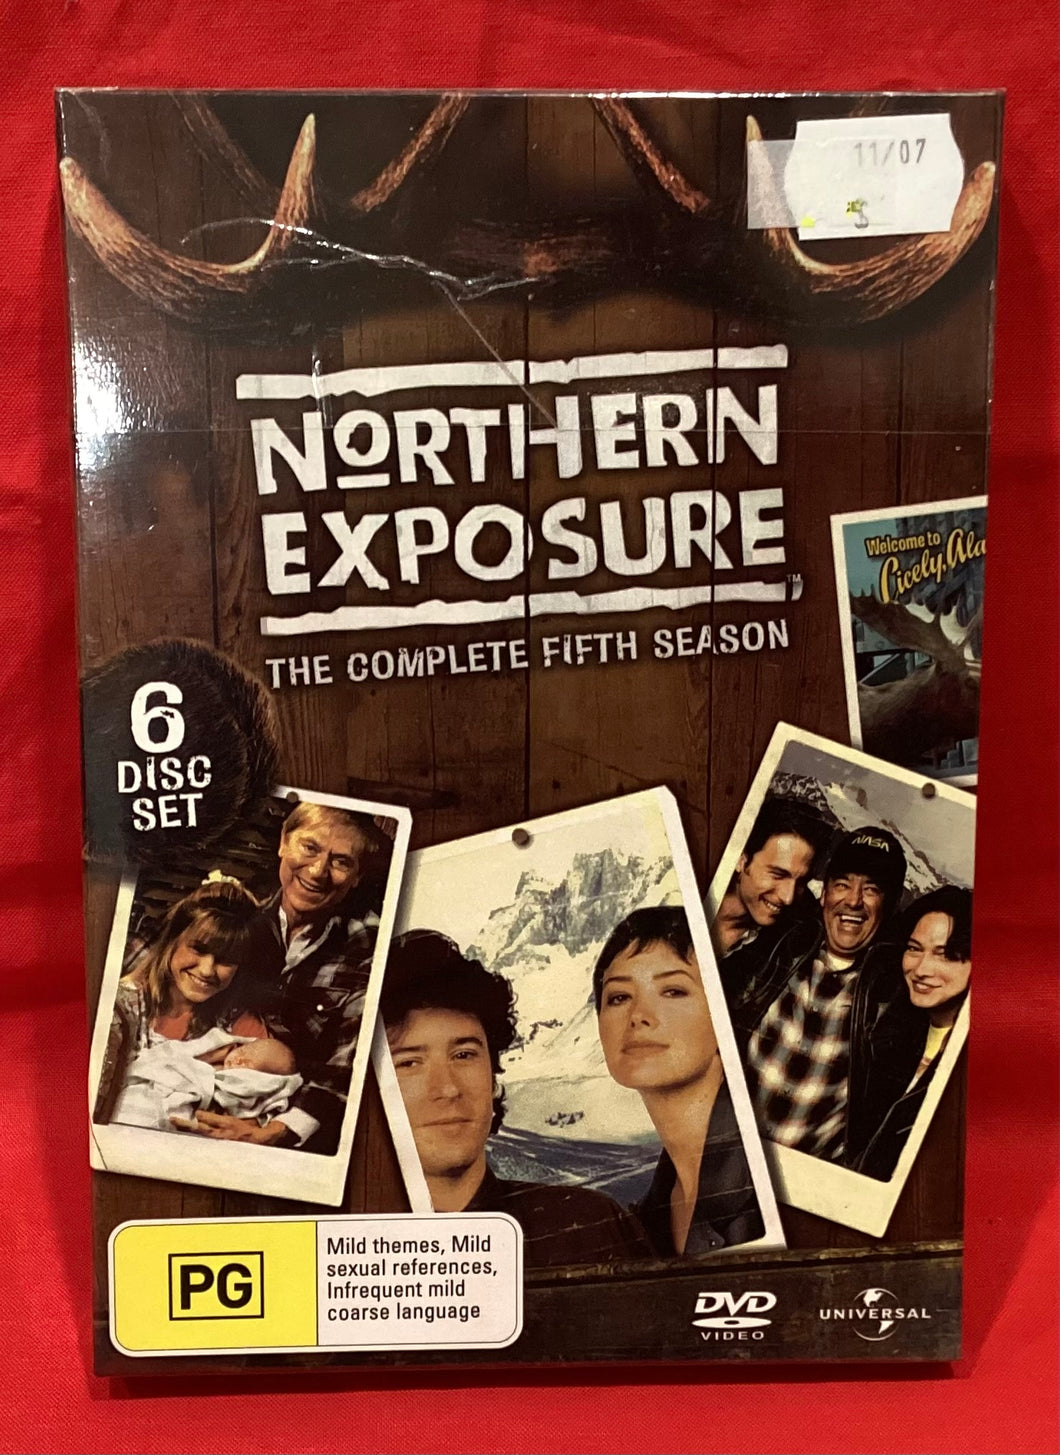 11/07
S
NORTHERN
EXPOSURE
TM
THE COMPLETE FIFTH SEASON
Welcome to
Cicely, Ala
6
DISC
SET
NASA
PG
Mild themes, Mild
sexual references,
Infrequent mild
coarse language
DVD
VIDEO
UNIVERSAL